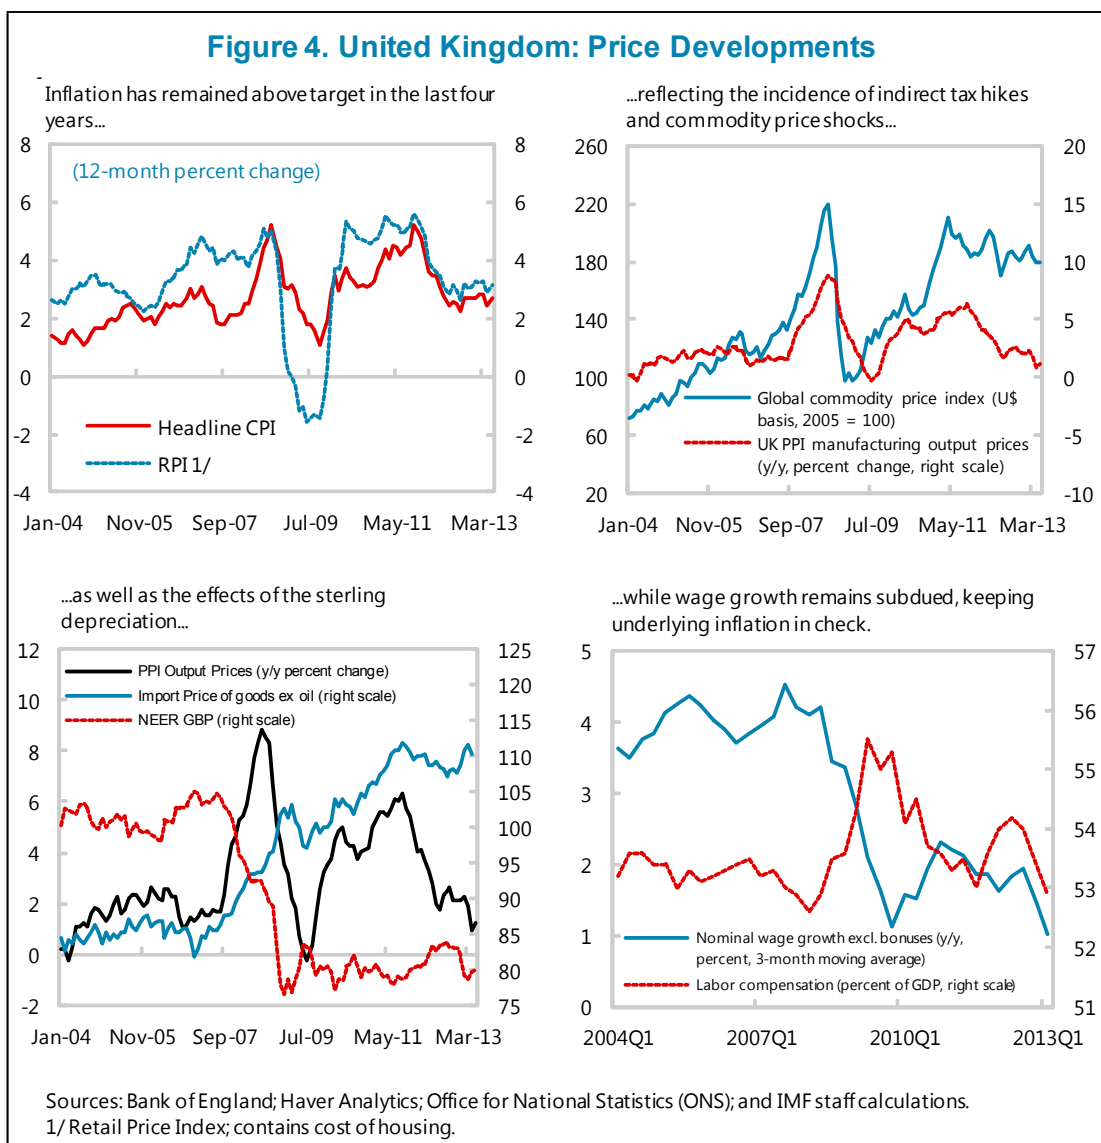 Figure 4. United Kingdom: Price Developments
-
Inflation has remained above target in the last four
years...
8
6
4
2
0
-2
-4
(12-month percent change)
Headline CPI
RPI 1/
8
6
4
2
0
-2
-4
Jan-04 Nov-05 Sep-07 Jul-09 May-11 Mar-13
...reflecting the incidence of indirect tax hikes
and commodity price shocks...
260
220
180
140
100
60
20
Global commodity price index (U$
basis, 2005 = 100)
UK PPI manufacturing output prices
(y/y, percent change, right scale)
20
15
10
5
0
-5
-10
Jan-04 Nov-05 Sep-07 Jul-09 May-11 Mar-13
...as well as the effects of the sterling
depreciation...
12
10
8
6
4
2
0
-2
PPI Output Prices (y/y percent change)
Import Price of goods ex oil (right scale)
NEER GBP (right scale)
125
120
115
110
105
100
95
90
85
80
75
Jan-04 Nov-05 Sep-07 Jul-09 May-11 Mar-13
...while wage growth remains subdued, keeping
underlying inflation in check.
5
4
3
2
1
0
Nominal wage growth excl. bonuses (y/y,
percent, 3-month moving average)
Labor compensation (percent of GDP, right scale)
57
56
55
54
53
52
51
2004Q1 2007Q1 2010Q1 2013Q1
Sources: Bank of England; Haver Analytics; Office for National Statistics (ONS); and IMF staff calculations.
1/ Retail Price Index; contains cost of housing.